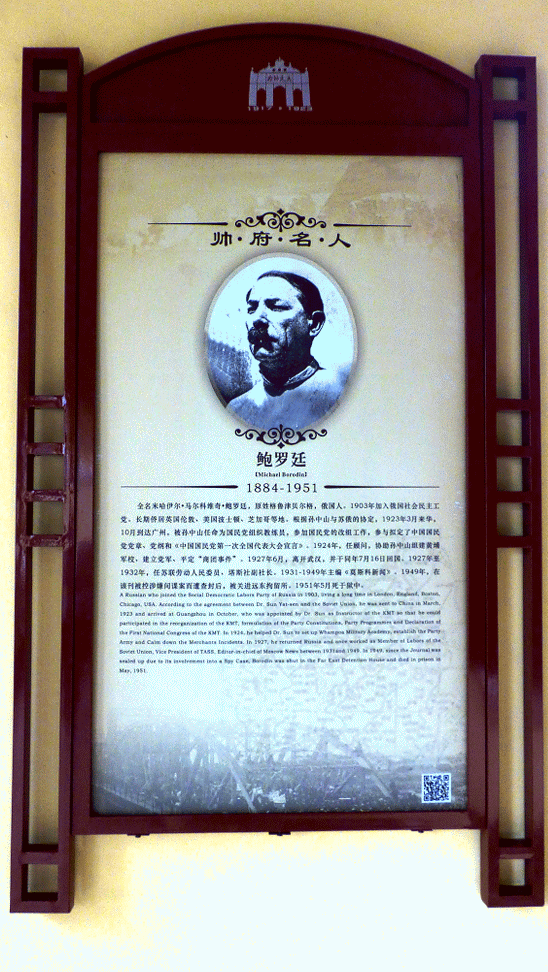 1917 • 1923
帅·府·名·人
鲍罗廷
【Michael Borodin】
1884-1951
全名米哈伊尔·马尔科维奇·鲍罗廷，原姓格鲁津贝尔格，俄国人。1903年加入俄国社会民主工
党，长期侨居英国伦敦、美国波士顿、芝加哥等地。根据孙中山与苏俄的协定，1923年3月来华，
10月到达广州，被孙中山任命为国民党组织教练员，参加国民党的改组工作，参与拟定了中国国民
党党章、党纲和《中国国民党第一次全国代表大会宣言》。1924年，任顾问，协助孙中山组建黄埔
军校，建立党军、平定“商团事件”。1927年6月，离开武汉，并于同年7月16日回国。1927年至
1932年，任苏联劳动人民委员，塔斯社副社长。1931-1949年主编《莫斯科新闻》。1949年，在
该刊被控涉嫌间谍案而遭查封后，被关进远东拘留所。1951年5月死于狱中。
A Russian who joined the Social Democratic Labors Party of Russia in 1903, living a long time in London, England, Boston,
Chicago, USA. According to the agreement between Dr. Sun Yat-sen and the Soviet Union, he was sent to China in March,
1923 and arrived at Guangzhou in October, who was appointed by Dr. Sun as Instructor of the KMT so that he could
participated in the reorganization of the KMT, formulation of the Party Constitutions, Party Programmes and Declaration of
the First National Congress of the KMT. In 1924, he helped Dr. Sun to set up Whampoa Military Academy, establish the Party
Army and Calm down the Merchants Incidents. In 1927, he returned Russia and once worked as Member of Labors of the
Soviet Union, Vice President of TASS, Editor-in-chief of Moscow News between 1931and 1949. In 1949, since the Journal was
sealed up due to its involvement into a Spy Case, Borodin was shut in the Far East Detention House and died in prison in
May, 1951.